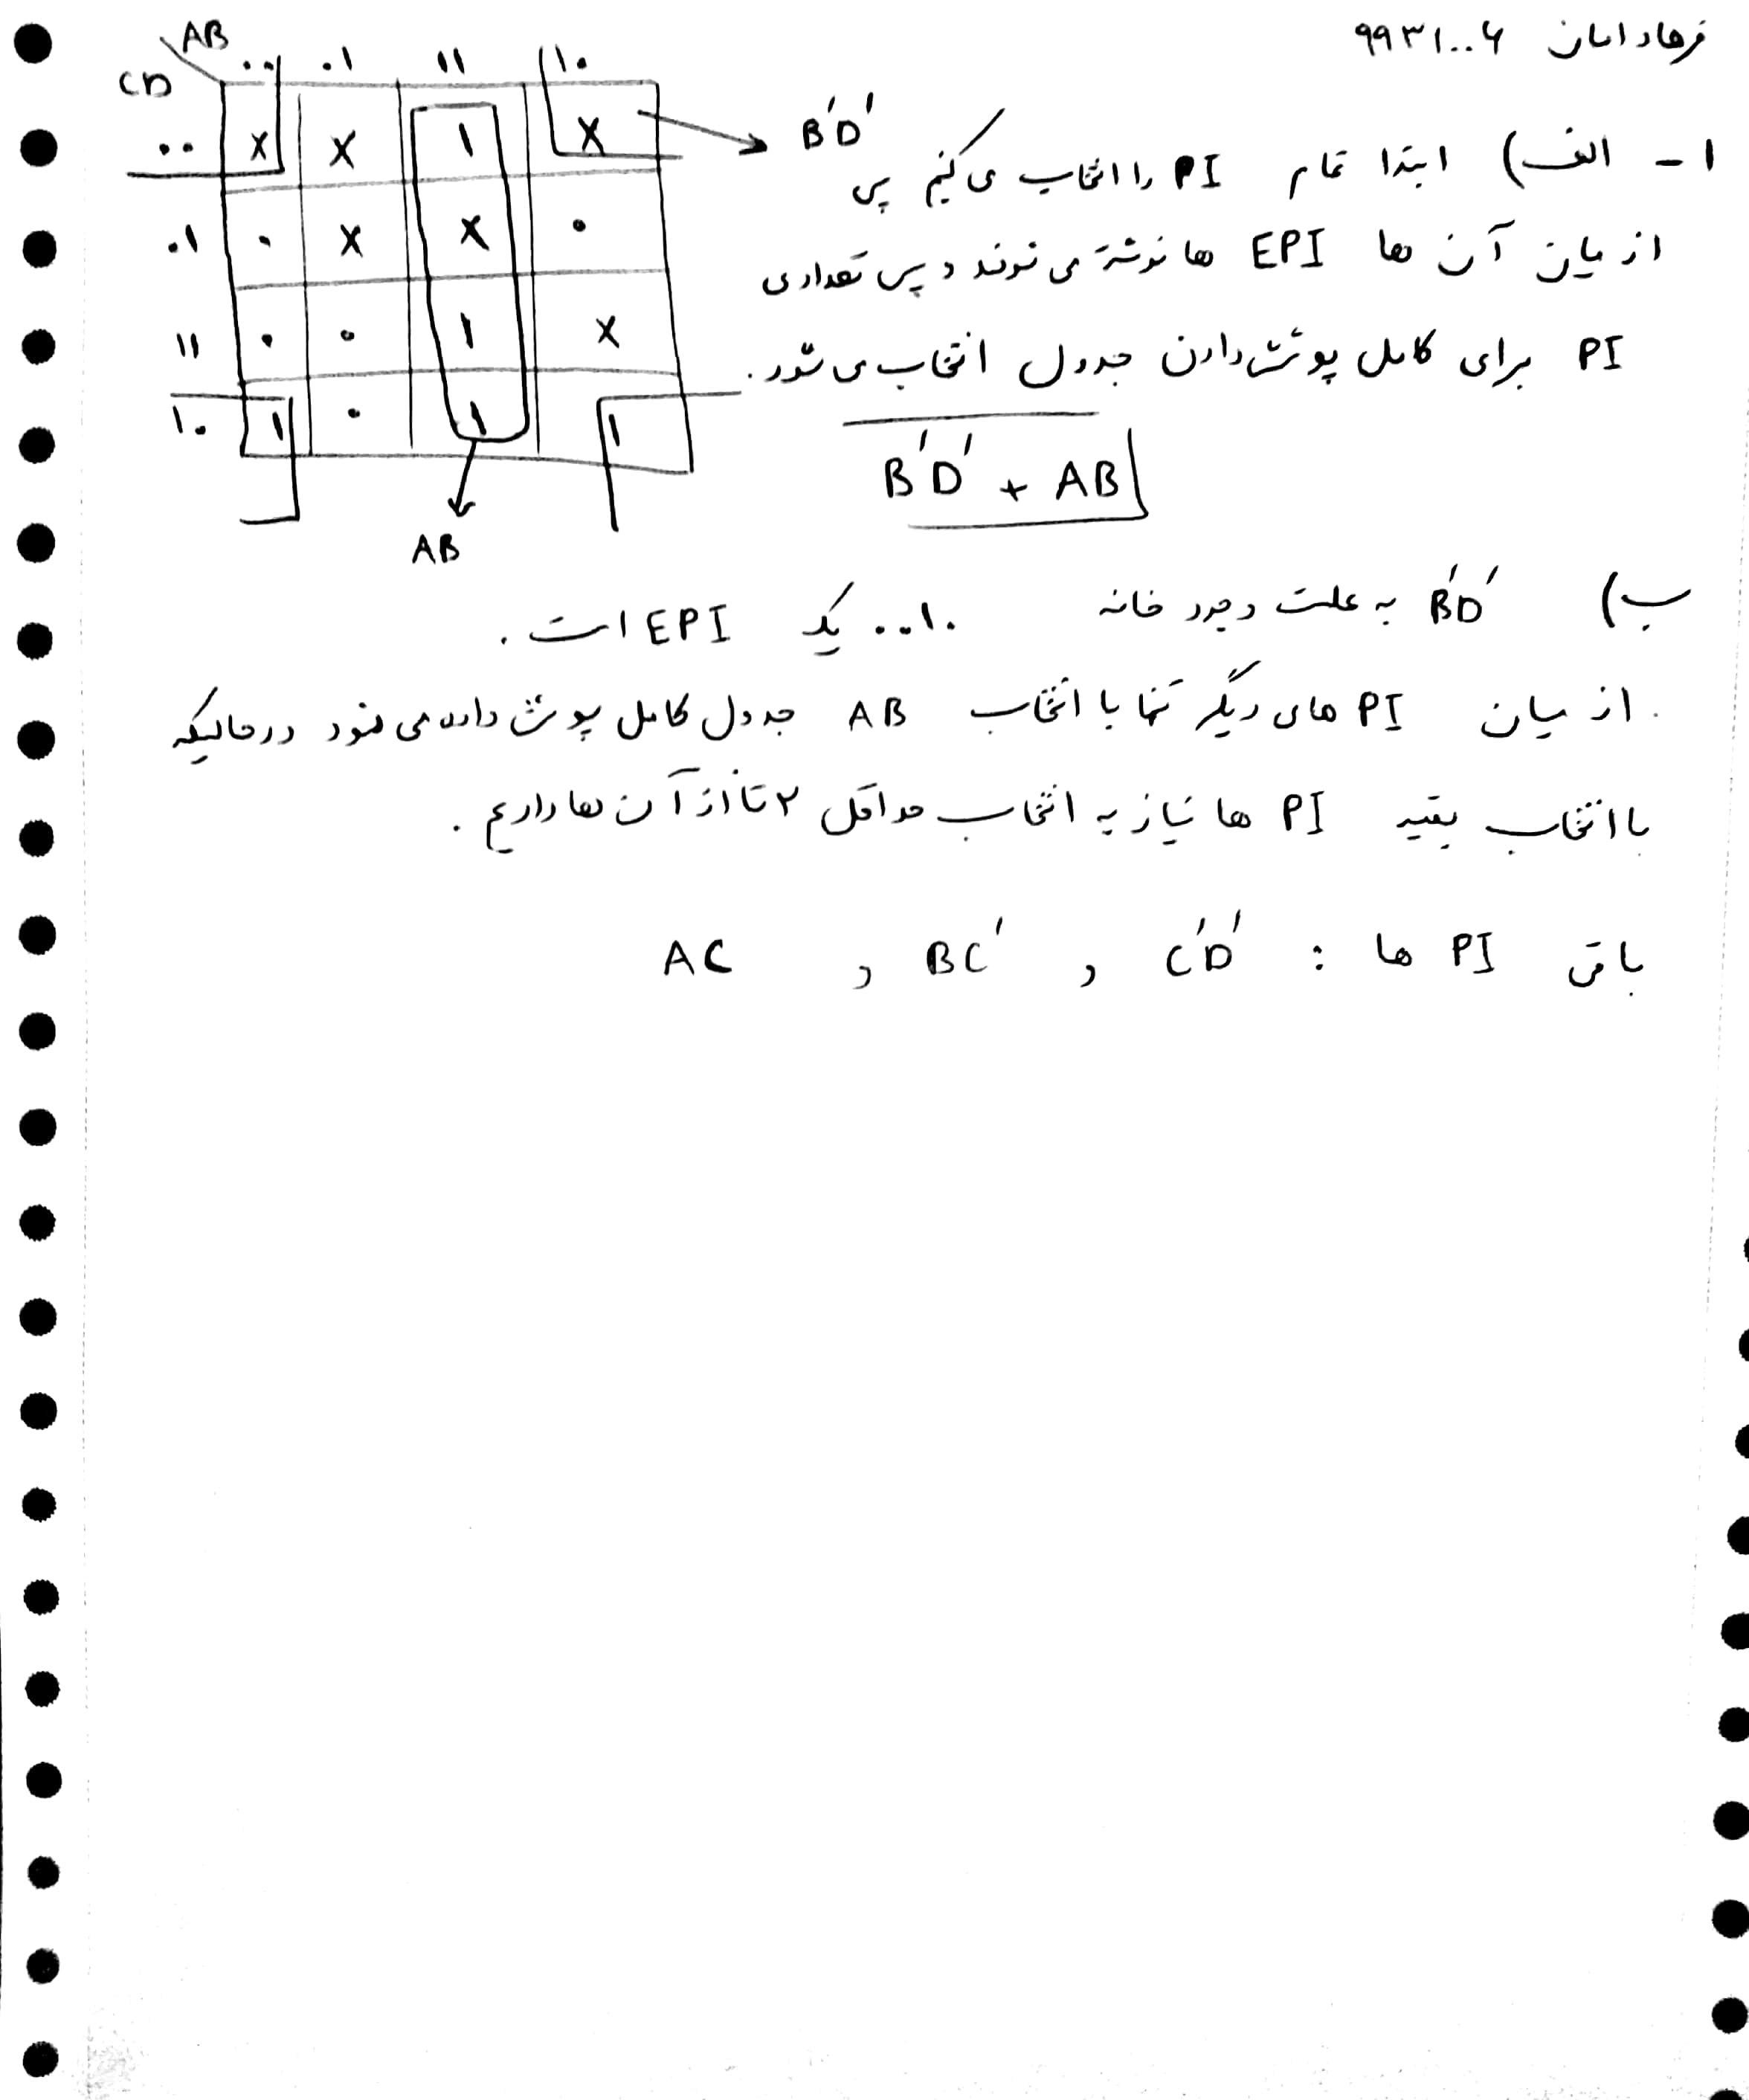 فرهاد امان ۹۹۳۱۰۰۶
AB
CD
۰۰ ۰۱ ۱۱ ۱۰
۰۰ X X ۱ X
۰۱ ۰ X X ۰
۱۱ ۰ ۰ ۱ X
۱۰ ۱ ۰ ۱ ۱
B'D'
AB
۱ - الف) ابتدا تمام PI را انتخاب می کنیم پس
از میان آن ها EPI ها نوشته می شوند و پس تعدادی
PI برای کامل پوشش دادن جدول انتخاب می شود.
B'D' + AB
ب) B'D' به علت وجود خانه ۰۰۱۰ یک EPI است.
از میان PI های دیگر تنها با انتخاب AB جدول کامل پوشش داده می شود در حالیکه
با انتخاب بقیه PI ها نیاز به انتخاب حداقل ۲ تا از آن ها داریم.
باقی PI ها : C'D' و BC' و AC